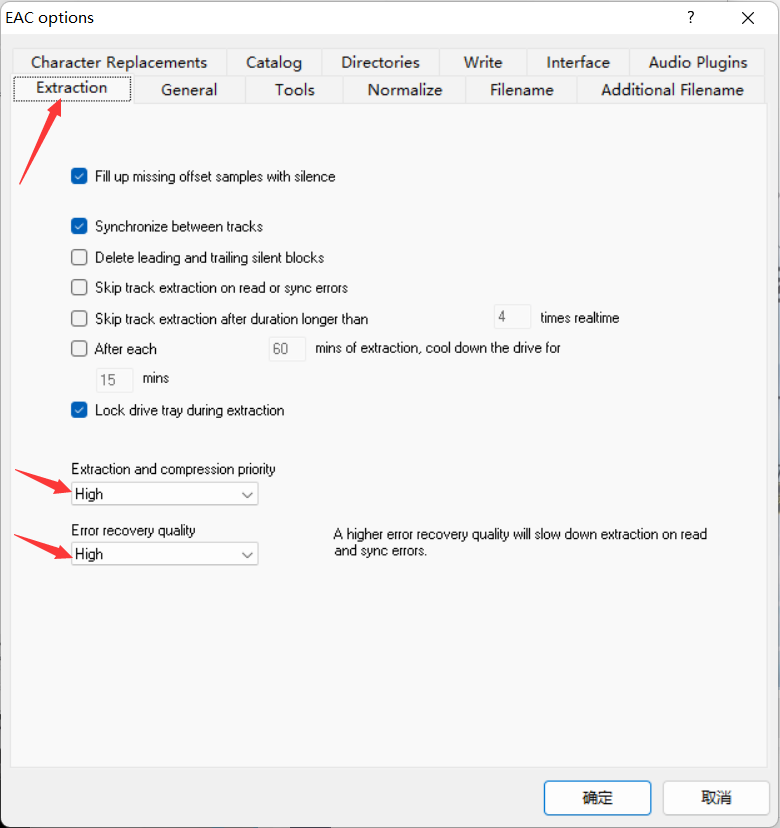 EAC options
?
Character Replacements Catalog Directories Write Interface Audio Plugins
Extraction General Tools Normalize Filename Additional Filename
Fill up missing offset samples with silence
Synchronize between tracks
Delete leading and trailing silent blocks
Skip track extraction on read or sync errors
Skip track extraction after duration longer than 4 times realtime
After each 60 mins of extraction, cool down the drive for
15 mins
Lock drive tray during extraction
Extraction and compression priority
High
Error recovery quality
High
A higher error recovery quality will slow down extraction on read
and sync errors.
确定 取消